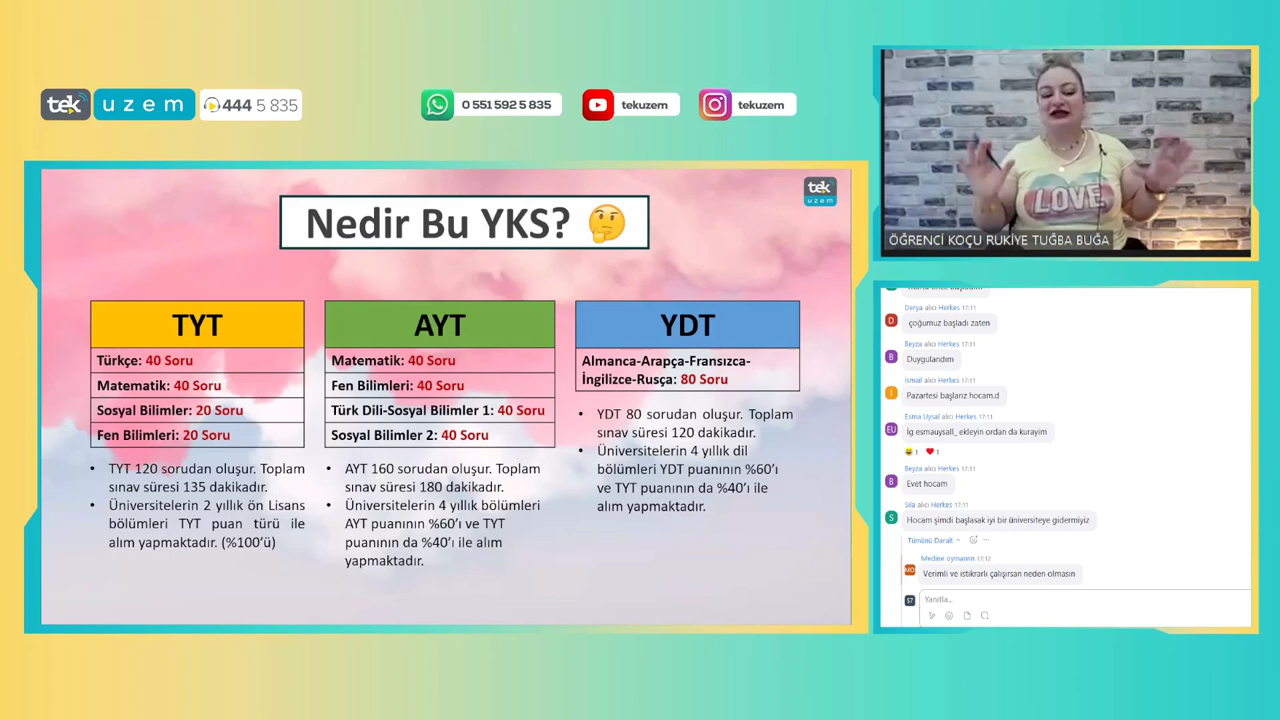 tek uzem 444 5 835
0 551 592 5 835
tekuzem
tekuzem
tek
uzem
Nedir Bu YKS?
TYT
Türkçe: 40 Soru
Matematik: 40 Soru
Sosyal Bilimler: 20 Soru
Fen Bilimleri: 20 Soru
• TYT 120 sorudan oluşur. Toplam
sınav süresi 135 dakikadır.
• Üniversitelerin 2 yıllık ön Lisans
bölümleri TYT puan türü ile
alım yapmaktadır. (%100'ü)
AYT
Matematik: 40 Soru
Fen Bilimleri: 40 Soru
Türk Dili-Sosyal Bilimler 1: 40 Soru
Sosyal Bilimler 2: 40 Soru
• AYT 160 sorudan oluşur. Toplam
sınav süresi 180 dakikadır.
• Üniversitelerin 4 yıllık bölümleri
AYT puanının %60'ı ve TYT
puanının da %40'ı ile alım
yapmaktadır.
YDT
Almanca-Arapça-Fransızca-
İngilizce-Rusça: 80 Soru
• YDT 80 sorudan oluşur. Toplam
sınav süresi 120 dakikadır.
• Üniversitelerin 4 yıllık dil
bölümleri YDT puanının %60'ı
ve TYT puanının da %40'ı ile
alım yapmaktadır.
LOVE
ÖĞRENCİ KOÇU RUKİYE TUĞBA BUĞA
Derya alıcı Herkes 17:11
D
çoğumuz başladı zaten
Beyza alıcı Herkes 17:11
B
Duygulandım
İsmail alıcı Herkes 17:11
İ
Pazartesi başlarız hocam.d
Esma Uysal alıcı Herkes 17:11
EU
İg esmauysall_ ekleyin ordan da kurayim
1 1
Beyza alıcı Herkes 17:11
B
Evet hocam
Sıla alıcı Herkes 17:11
S
Hocam şimdi başlasak iyi bir üniversiteye gidermiyiz
Tümünü Daralt
Medine oymanın 17:12
MO
Verimli ve istikrarlı çalışırsan neden olmasın
Yanıtla...